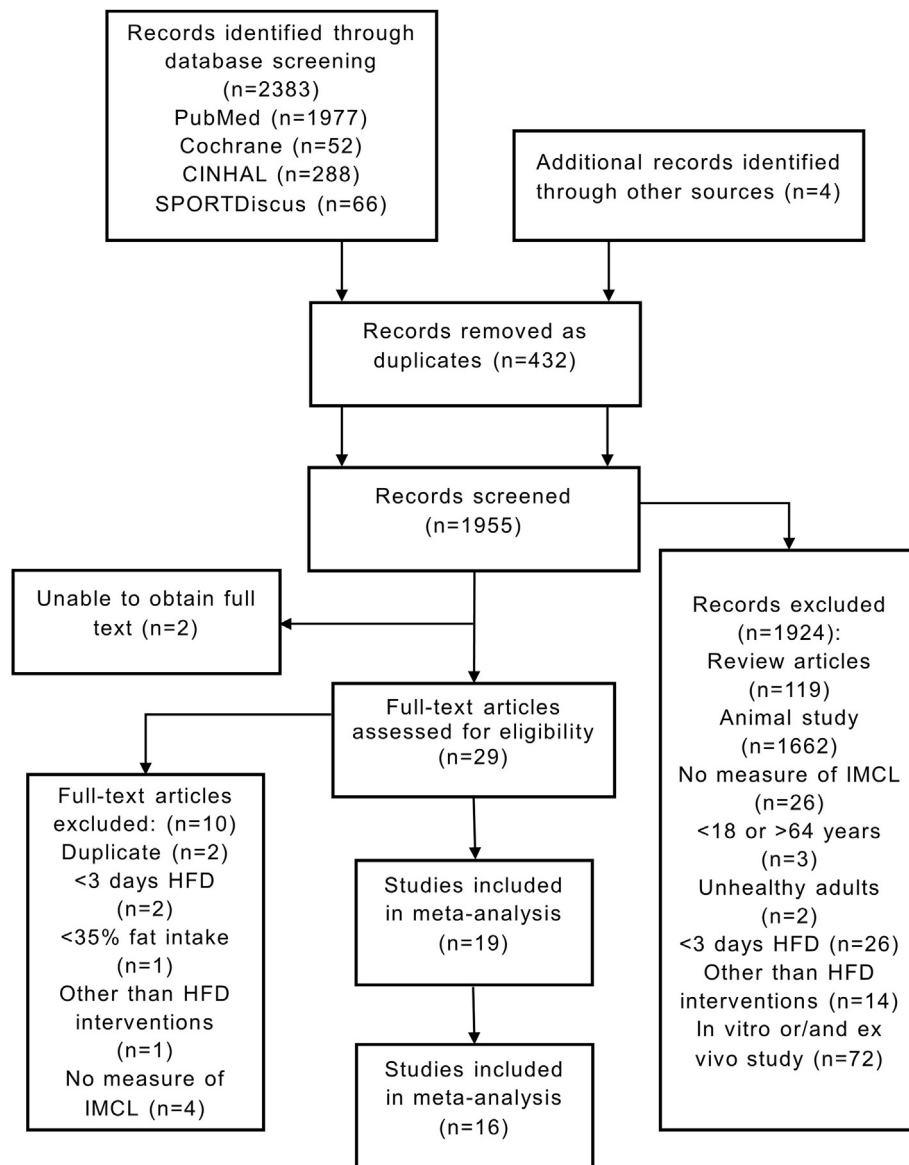 Records identified through
database screening
(n=2383)
PubMed (n=1977)
Cochrane (n=52)
CINHAL (n=288)
SPORTDiscus (n=66)
Additional records identified
through other sources (n=4)
Records removed as
duplicates (n=432)
Records screened
(n=1955)
Unable to obtain full
text (n=2)
Records excluded
(n=1924):
Review articles
(n=119)
Animal study
(n=1662)
No measure of IMCL
(n=26)
<18 or >64 years
(n=3)
Unhealthy adults
(n=2)
<3 days HFD (n=26)
Other than HFD
interventions (n=14)
In vitro or/and ex
vivo study (n=72)
Full-text articles
assessed for eligibility
(n=29)
Full-text articles
excluded: (n=10)
Duplicate (n=2)
<3 days HFD
(n=2)
<35% fat intake
(n=1)
Other than HFD
interventions
(n=1)
No measure of
IMCL (n=4)
Studies included
in meta-analysis
(n=19)
Studies included
in meta-analysis
(n=16)